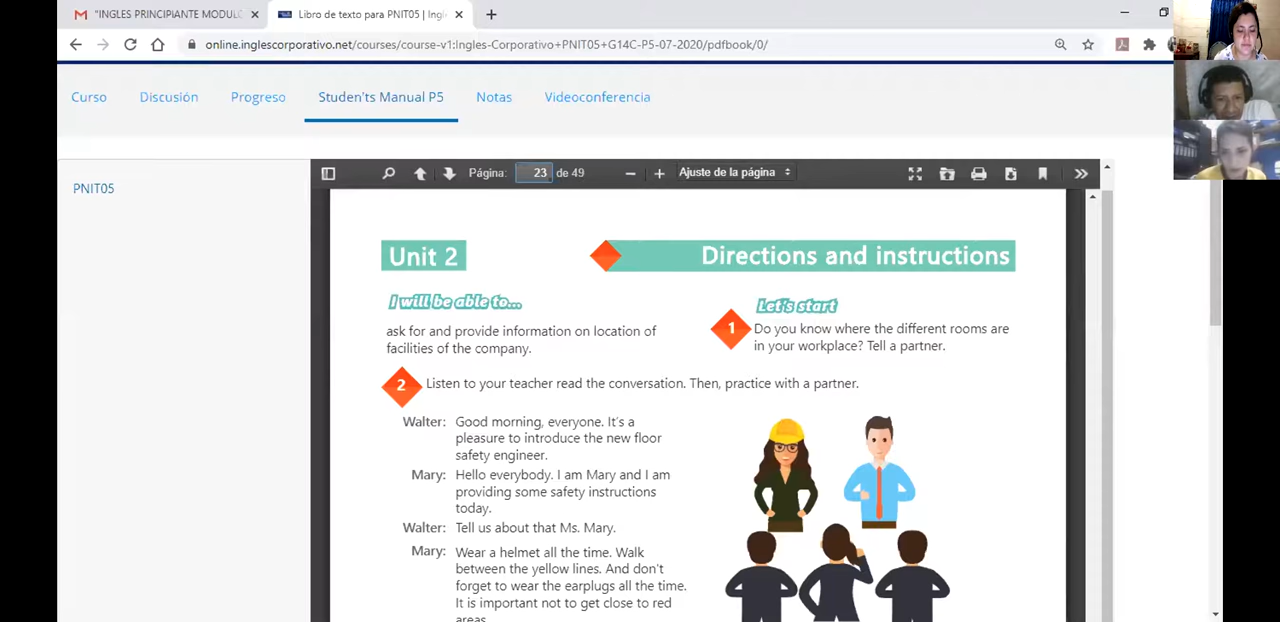 "INGLES PRINCIPIANTE MODULO
Libro de texto para PNIT05 | Ingl
online.inglescorporativo.net/courses/course-v1:Ingles-Corporativo+PNIT05+G14C-P5-07-2020/pdfbook/0/
Curso
Discusión
Progreso
Studen'ts Manual P5
Notas
Videoconferencia
PNIT05
Página: 23 de 49
Ajuste de la página
Unit 2
Directions and instructions
I will be able to...
ask for and provide information on location of
facilities of the company.
Let's start
1
Do you know where the different rooms are
in your workplace? Tell a partner.
2
Listen to your teacher read the conversation. Then, practice with a partner.
Walter: Good morning, everyone. It's a
pleasure to introduce the new floor
safety engineer.
Mary: Hello everybody. I am Mary and I am
providing some safety instructions
today.
Walter: Tell us about that Ms. Mary.
Mary: Wear a helmet all the time. Walk
between the yellow lines. And don't
forget to wear the earplugs all the time.
It is important not to get close to red
areas